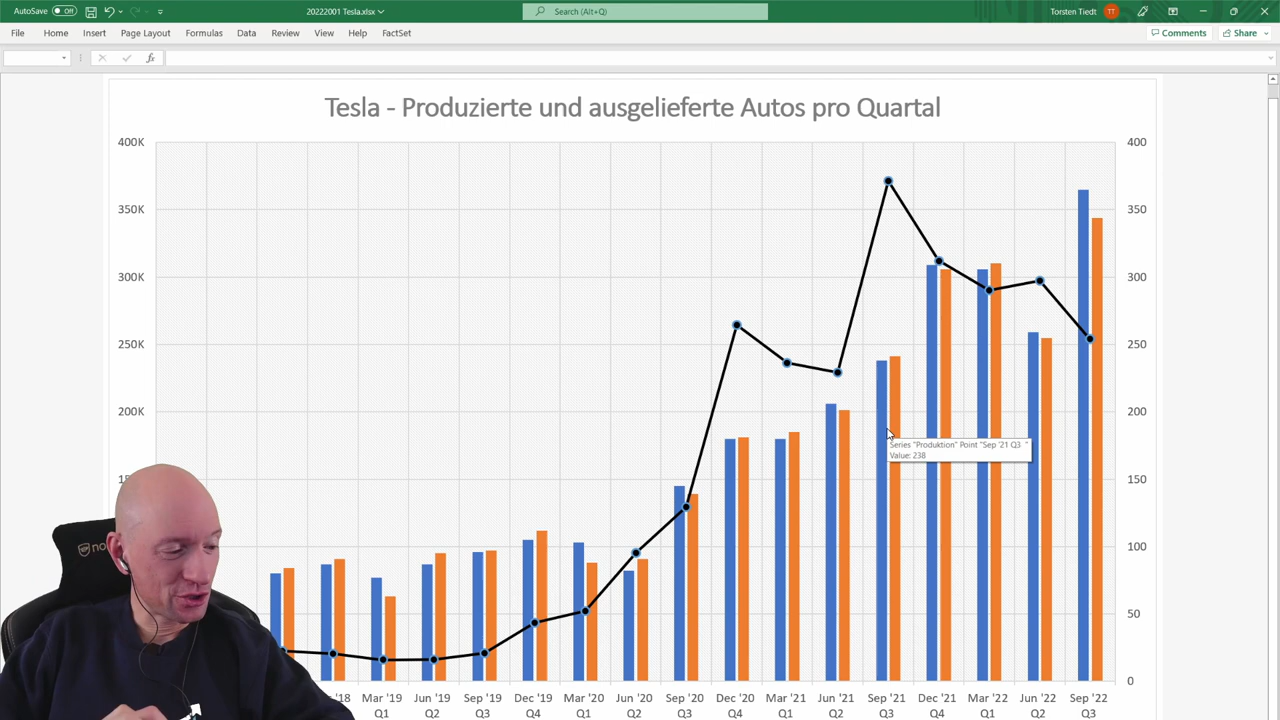 AutoSave Off 20222001 Tesla.xlsx Search (Alt+Q) Torsten Tiedt TT
File Home Insert Page Layout Formulas Data Review View Help FactSet Comments Share
fx
Tesla - Produzierte und ausgelieferte Autos pro Quartal
400K 400
350K 350
300K 300
250K 250
200K 200
Series "Produktion" Point "Sep '21 Q3 "
Value: 238
150
100
50
0
'18 Mar '19 Jun '19 Sep '19 Dec '19 Mar '20 Jun '20 Sep '20 Dec '20 Mar '21 Jun '21 Sep '21 Dec '21 Mar '22 Jun '22 Sep '22
Q1 Q2 Q3 Q4 Q1 Q2 Q3 Q4 Q1 Q2 Q3 Q4 Q1 Q2 Q3